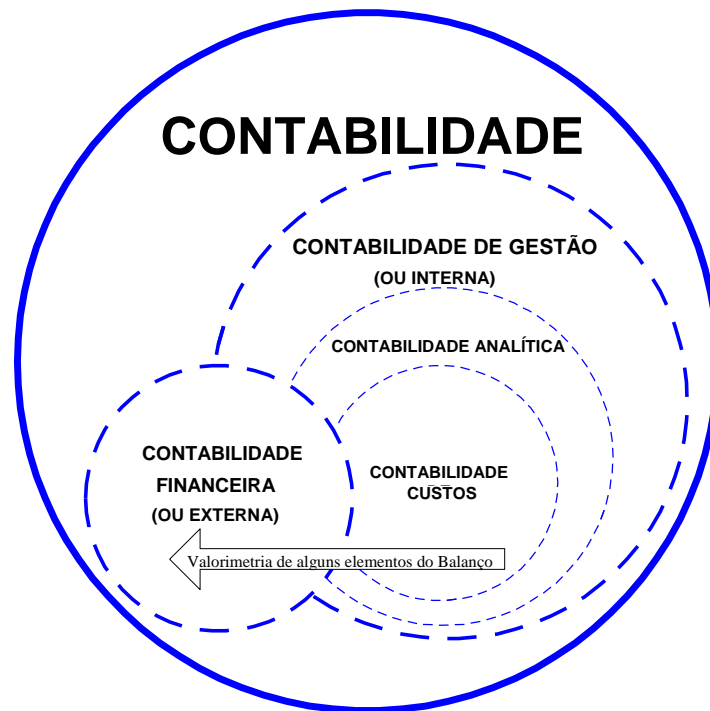 CONTABILIDADE
CONTABILIDADE DE GESTÃO
(OU INTERNA)
CONTABILIDADE ANALÍTICA
CONTABILIDADE
FINANCEIRA
(OU EXTERNA)
CONTABILIDADE
CUSTOS
Valorimetria de alguns elementos do Balanço